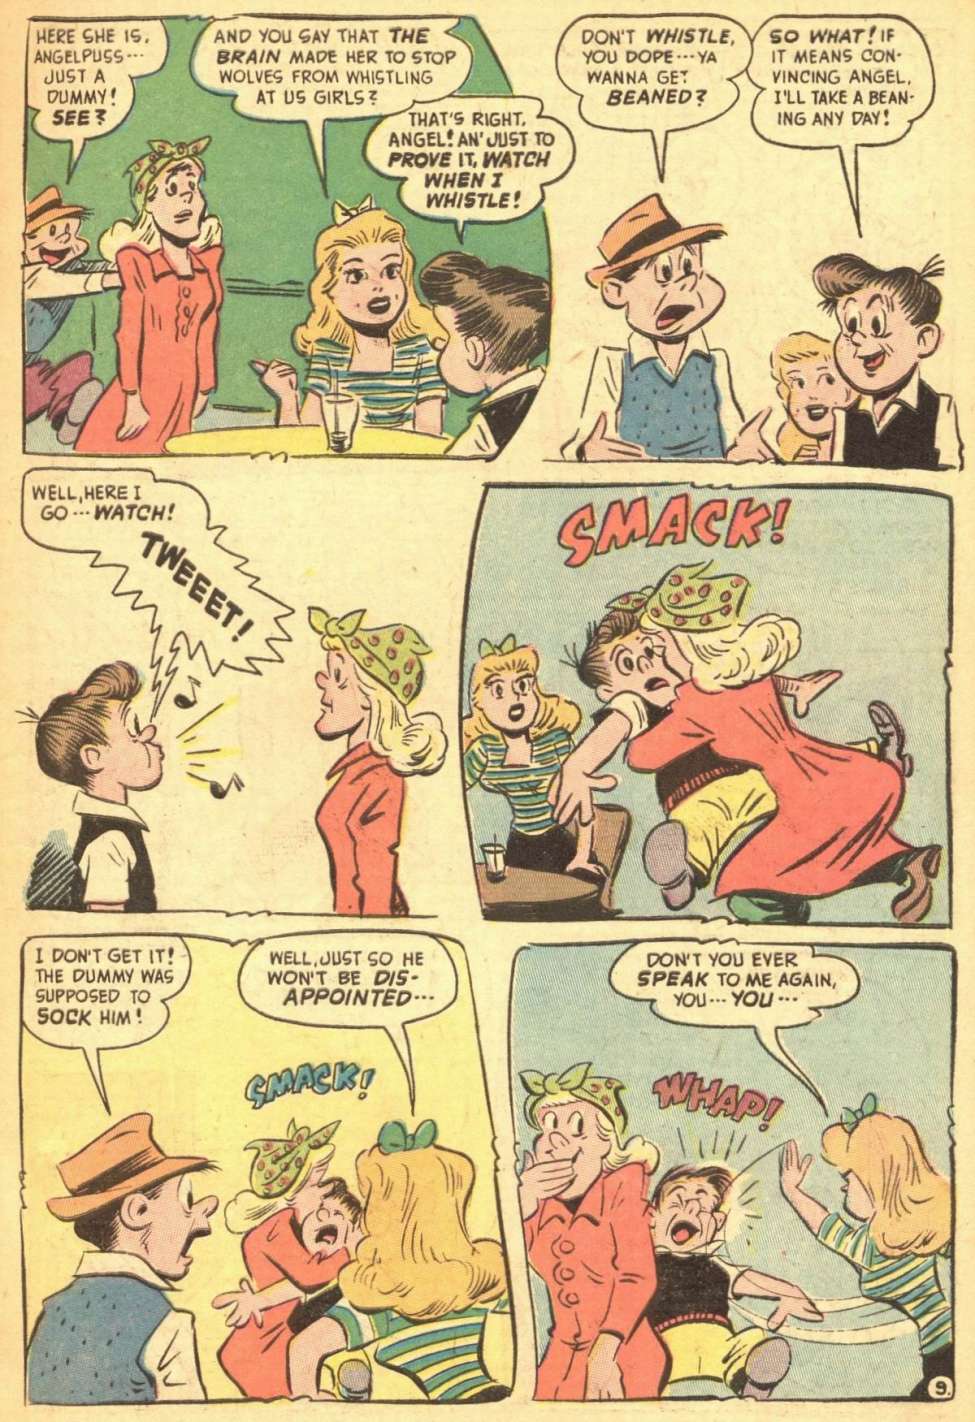 HERE SHE IS,
ANGELPUSS---
JUST A
DUMMY!
SEE?
AND YOU SAY THAT THE
BRAIN MADE HER TO STOP
WOLVES FROM WHISTLING
AT US GIRLS?
THAT'S RIGHT,
ANGEL! AN' JUST TO
PROVE IT, WATCH
WHEN I
WHISTLE!
DON'T WHISTLE,
YOU DOPE---YA
WANNA GET
BEANED?
SO WHAT! IF
IT MEANS CON-
VINCING ANGEL,
I'LL TAKE A BEAN-
ING ANY DAY!
WELL, HERE I
GO---WATCH!
TWEEET!
SMACK!
I DON'T GET IT!
THE DUMMY WAS
SUPPOSED TO
SOCK HIM!
WELL, JUST SO HE
WON'T BE DIS-
APPOINTED---
SMACK!
DON'T YOU EVER
SPEAK TO ME AGAIN,
YOU---YOU---
WHAP!
9.